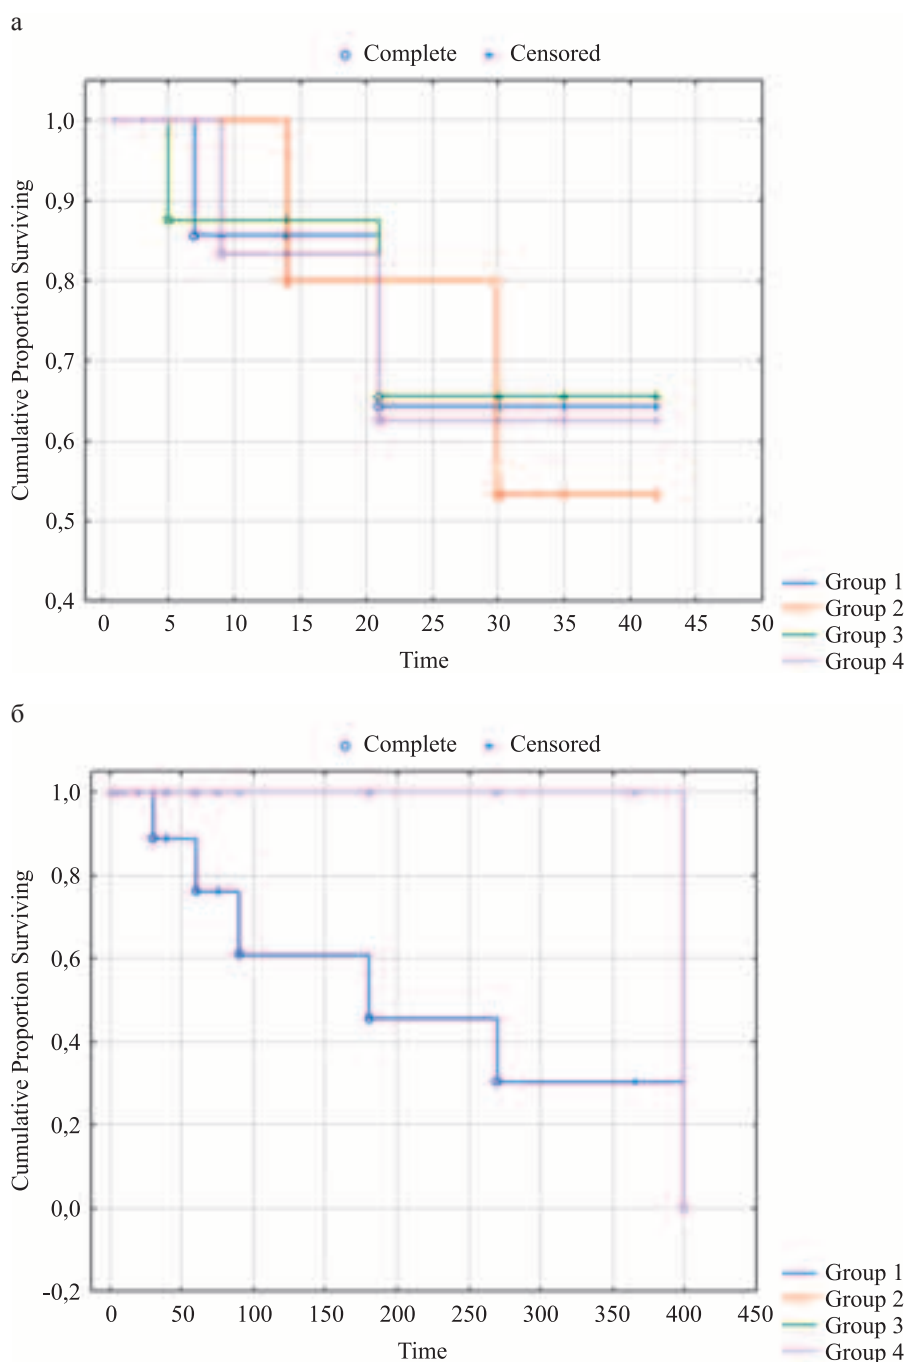 а
Complete Censored
1,0
0,9
0,8
0,7
0,6
0,5
0,4
Cumulative Proportion Surviving
0 5 10 15 20 25 30 35 40 45 50
Time
Group 1
Group 2
Group 3
Group 4
б
Complete Censored
1,0
0,8
0,6
0,4
0,2
0,0
-0,2
Cumulative Proportion Surviving
0 50 100 150 200 250 300 350 400 450
Time
Group 1
Group 2
Group 3
Group 4